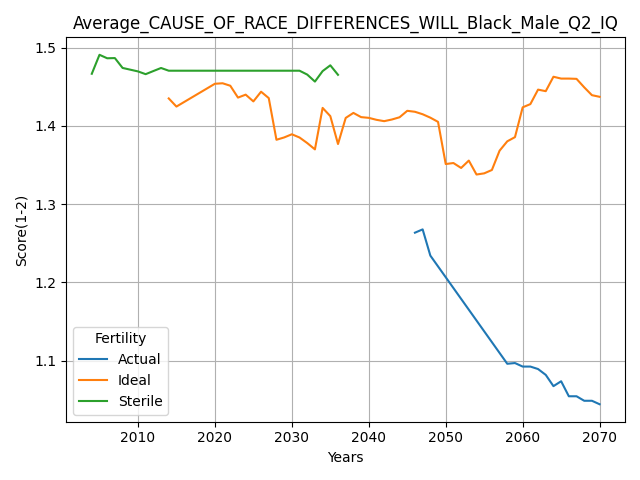 Average_CAUSE_OF_RACE_DIFFERENCES_WILL_Black_Male_Q2_IQ
1.5
1.4
1.3
1.2
1.1
Score(1-2)
Fertility
Actual
Ideal
Sterile
2010 2020 2030 2040 2050 2060 2070
Years